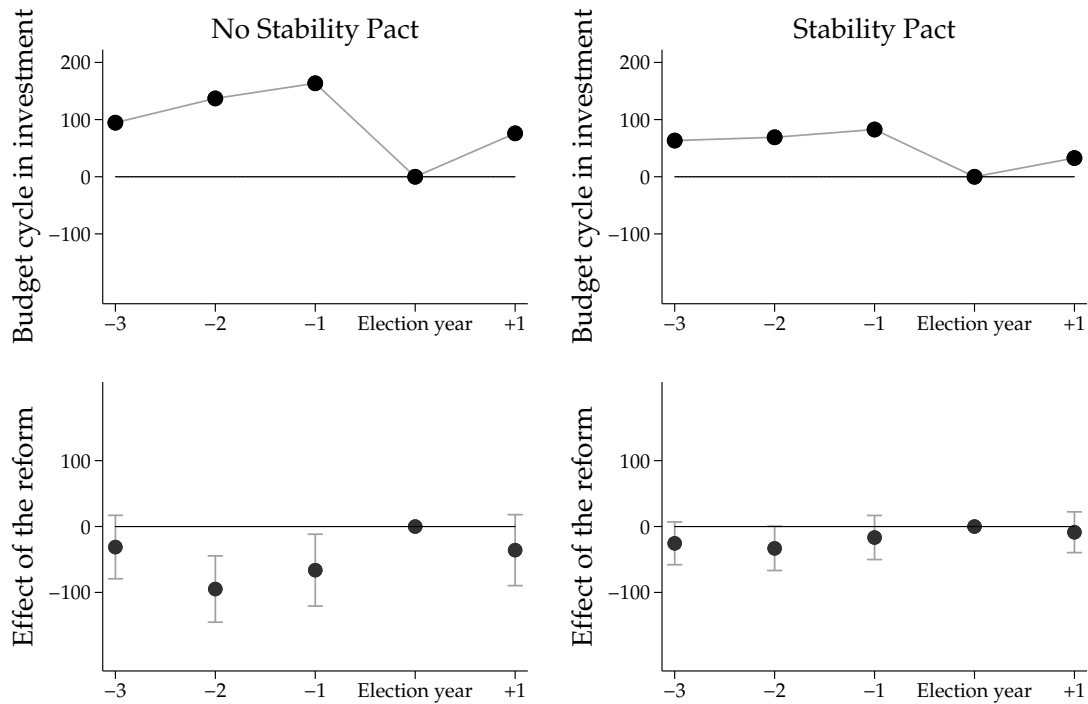 No Stability Pact
Budget cycle in investment
200
100
0
−100
−3 −2 −1 Election year +1
Stability Pact
Budget cycle in investment
200
100
0
−100
−3 −2 −1 Election year +1
Effect of the reform
100
0
−100
−3 −2 −1 Election year +1
Effect of the reform
100
0
−100
−3 −2 −1 Election year +1